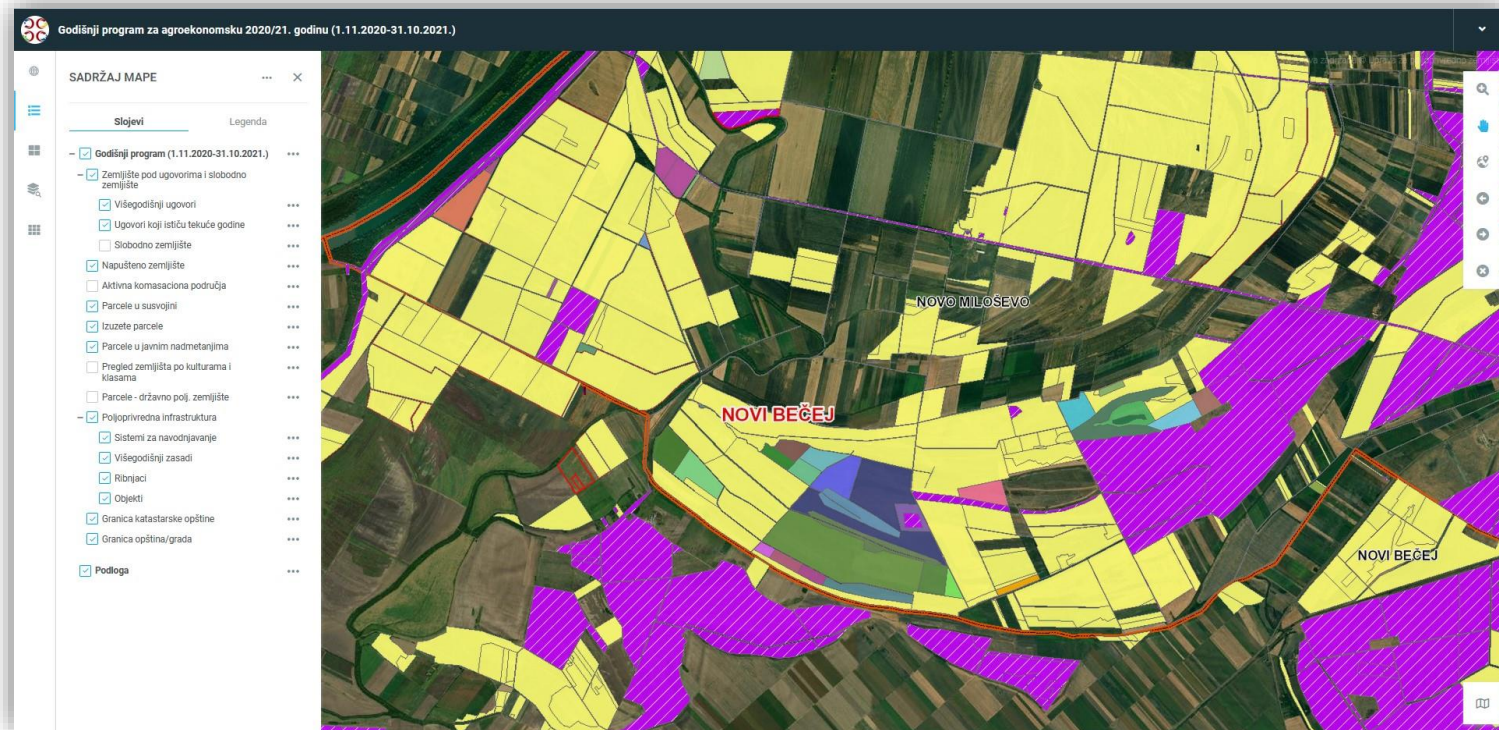 Godišnji program za agroekonomsku 2020/21. godinu (1.11.2020-31.10.2021.)
SADRŽAJ MAPE
Slojevi
Legenda
Godišnji program (1.11.2020-31.10.2021.)
Zemljište pod ugovorima i slobodno
zemljište
Višegodišnji ugovori
Ugovori koji ističu tekuće godine
Slobodno zemljište
Napušteno zemljište
Aktivna komasaciona područja
Parcele u susvojini
Izuzete parcele
Parcele u javnim nadmetanjima
Pregled zemljišta po kulturama i
klasama
Parcele - državno polj. zemljište
Poljoprivredna infrastruktura
Sistemi za navodnjavanje
Višegodišnji zasadi
Ribnjaci
Objekti
Granica katastarske opštine
Granica opština/grada
Podloga
NOVO MILOŠEVO
NOVI BEČEJ
NOVI BEČEJ